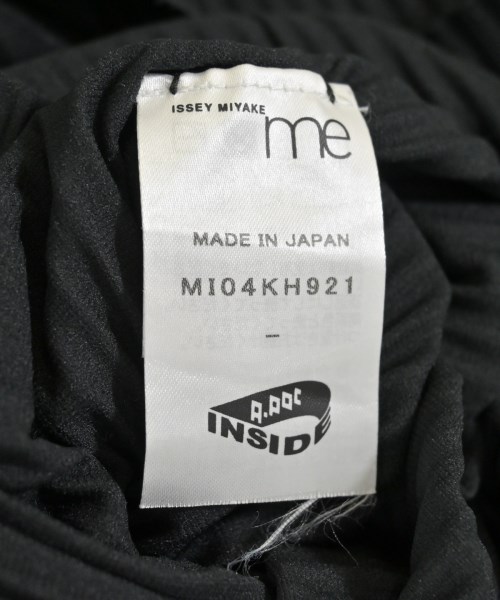 ISSEY MIYAKE
me
MADE IN JAPAN
MI04KH921
–
A.POC
INSIDE